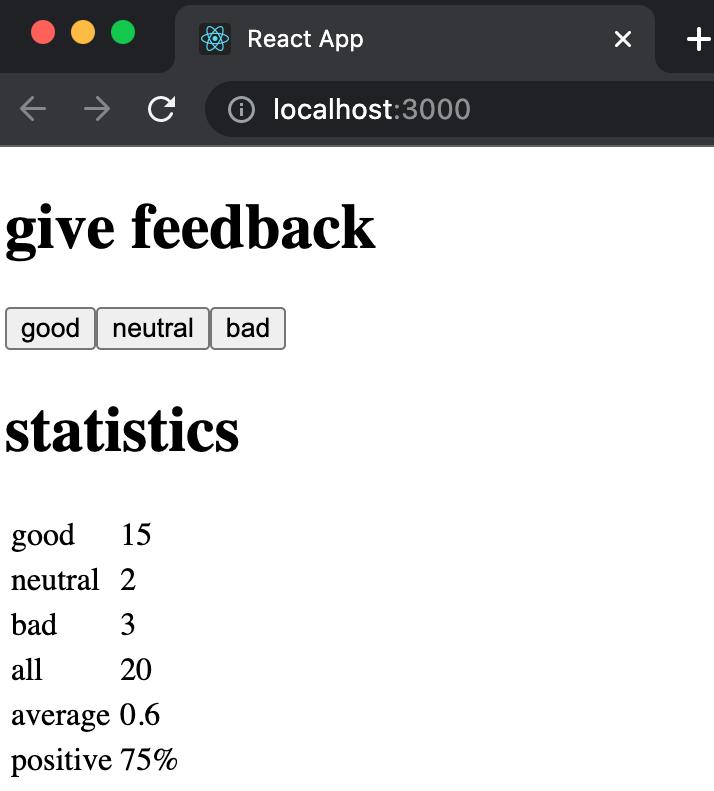 React App
localhost:3000
give feedback
good neutral bad
statistics
good 15
neutral 2
bad 3
all 20
average 0.6
positive 75%